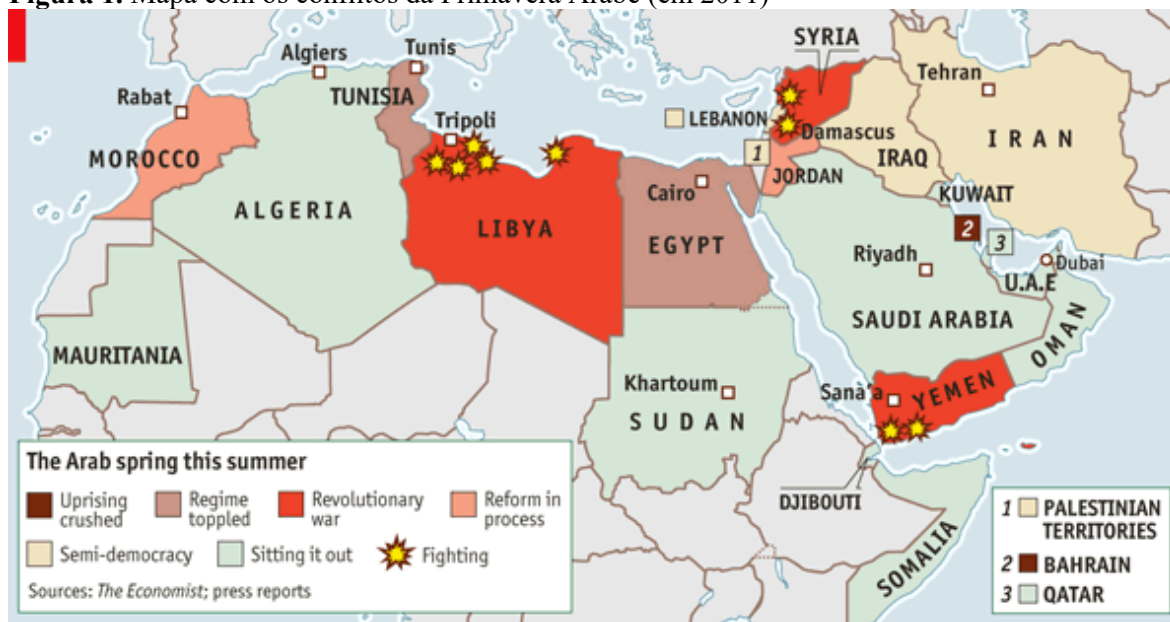 Figura 1. Mapa com os conflitos da Primavera Árabe (em 2011)
SYRIA
Algiers
Tunis
Tehran
Rabat
TUNISIA
Tripoli
LEBANON
Damascus
IRAN
MOROCCO
1
IRAQ
JORDAN
Cairo
KUWAIT
ALGERIA
LIBYA
EGYPT
2
3
Riyadh
Dubai
U.A.E
SAUDI ARABIA
OMAN
MAURITANIA
Khartoum
Sanà'a
YEMEN
SUDAN
DJIBOUTI
SOMALIA
The Arab spring this summer
Uprising
crushed
Regime
toppled
Revolutionary
war
Reform in
process
Semi-democracy
Sitting it out
Fighting
Sources: The Economist; press reports
1 PALESTINIAN
TERRITORIES
2 BAHRAIN
3 QATAR